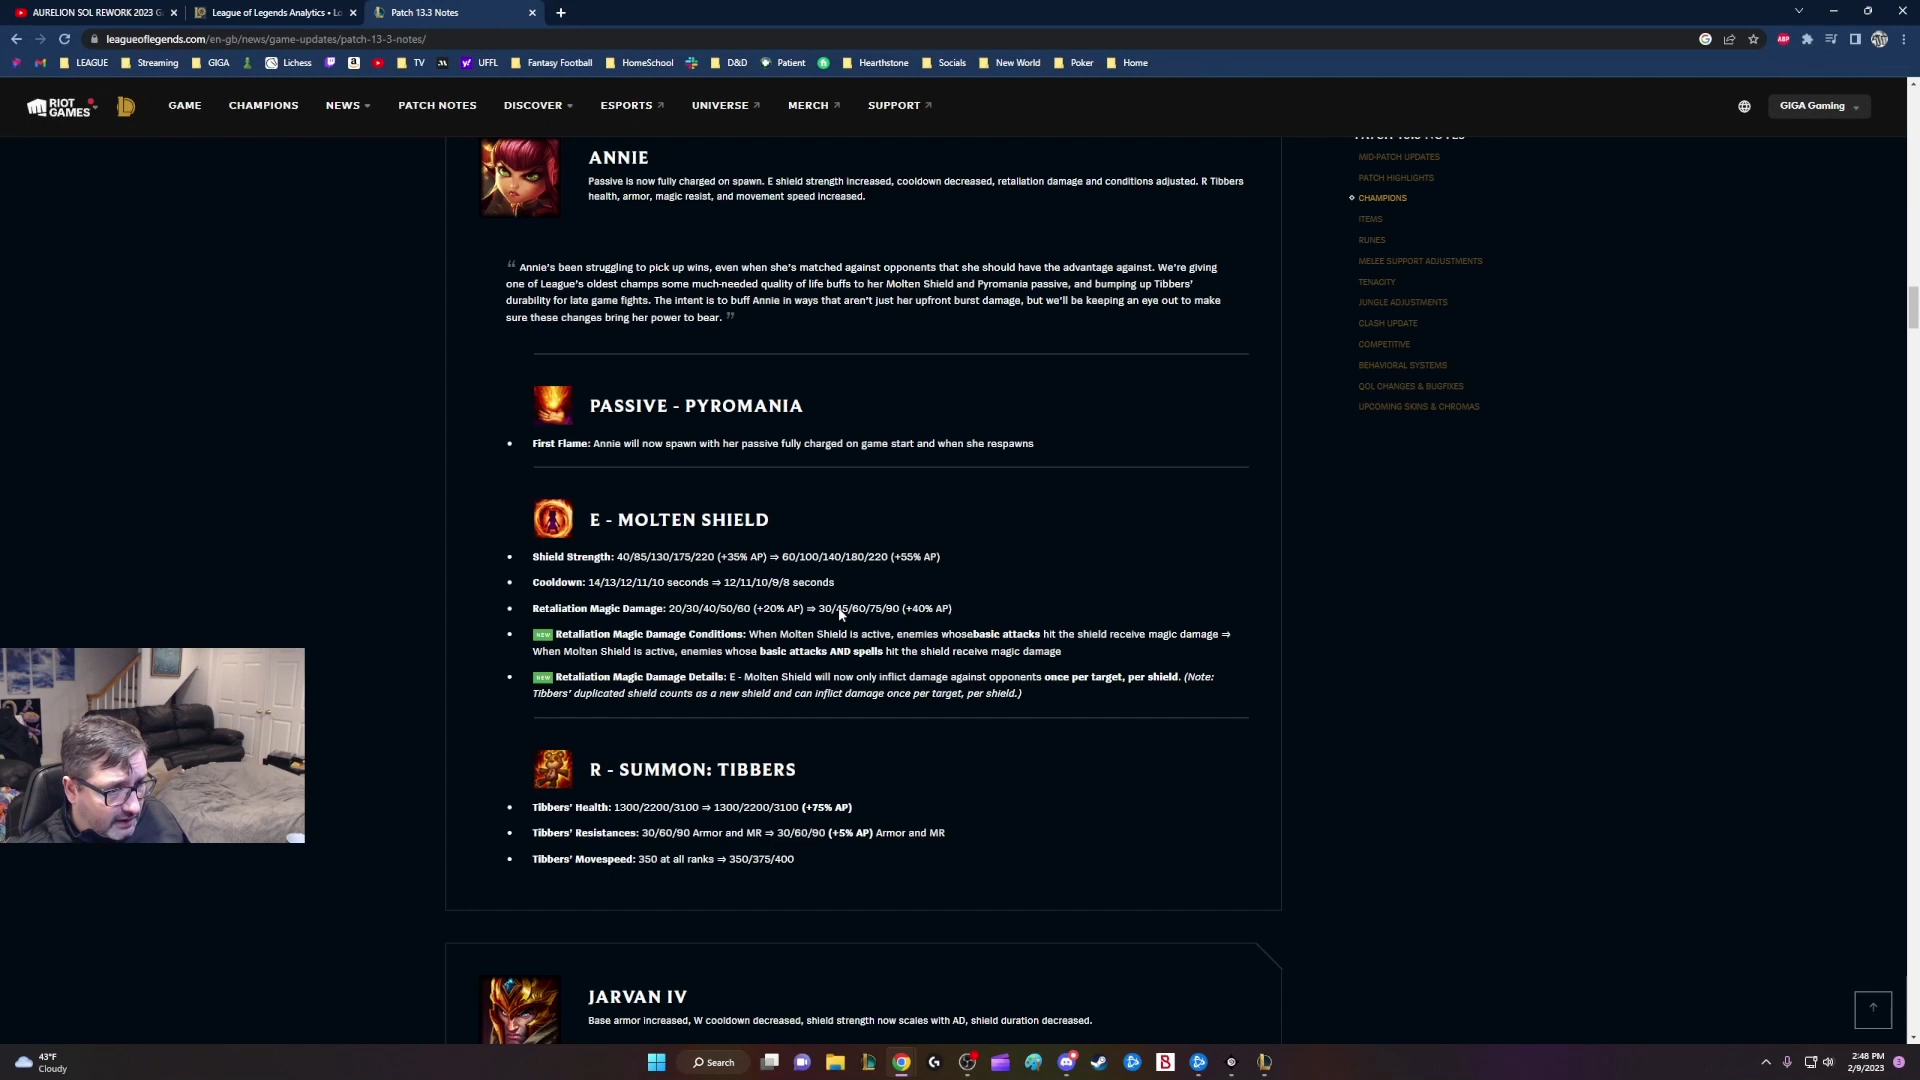 AURELION SOL REWORK 2023 G
League of Legends Analytics • Lo
Patch 13.3 Notes
leagueoflegends.com/en-gb/news/game-updates/patch-13-3-notes/
ABP
LEAGUE
Streaming
GIGA
Lichess
TV
UFFL
Fantasy Football
HomeSchool
D&D
Patient
Hearthstone
Socials
New World
Poker
Home
RIOT GAMES
GAME
CHAMPIONS
NEWS
PATCH NOTES
DISCOVER
ESPORTS
UNIVERSE
MERCH
SUPPORT
GIGA Gaming
PATCH 13.3 NOTES
MID-PATCH UPDATES
PATCH HIGHLIGHTS
CHAMPIONS
ITEMS
RUNES
MELEE SUPPORT ADJUSTMENTS
TENACITY
JUNGLE ADJUSTMENTS
CLASH UPDATE
COMPETITIVE
BEHAVIORAL SYSTEMS
QOL CHANGES & BUGFIXES
UPCOMING SKINS & CHROMAS
ANNIE
Passive is now fully charged on spawn. E shield strength increased, cooldown decreased, retaliation damage and conditions adjusted. R Tibbers
health, armor, magic resist, and movement speed increased.
“ Annie's been struggling to pick up wins, even when she's matched against opponents that she should have the advantage against. We're giving
one of League's oldest champs some much-needed quality of life buffs to her Molten Shield and Pyromania passive, and bumping up Tibbers'
durability for late game fights. The intent is to buff Annie in ways that aren't just her upfront burst damage, but we'll be keeping an eye out to make
sure these changes bring her power to bear. ”
PASSIVE - PYROMANIA
• First Flame: Annie will now spawn with her passive fully charged on game start and when she respawns
E - MOLTEN SHIELD
• Shield Strength: 40/85/130/175/220 (+35% AP) ⇒ 60/100/140/180/220 (+55% AP)
• Cooldown: 14/13/12/11/10 seconds ⇒ 12/11/10/9/8 seconds
• Retaliation Magic Damage: 20/30/40/50/60 (+20% AP) ⇒ 30/45/60/75/90 (+40% AP)
• NEW Retaliation Magic Damage Conditions: When Molten Shield is active, enemies whosebasic attacks hit the shield receive magic damage ⇒
When Molten Shield is active, enemies whose basic attacks AND spells hit the shield receive magic damage
• NEW Retaliation Magic Damage Details: E - Molten Shield will now only inflict damage against opponents once per target, per shield. (Note:
Tibbers' duplicated shield counts as a new shield and can inflict damage once per target, per shield.)
R - SUMMON: TIBBERS
• Tibbers' Health: 1300/2200/3100 ⇒ 1300/2200/3100 (+75% AP)
• Tibbers' Resistances: 30/60/90 Armor and MR ⇒ 30/60/90 (+5% AP) Armor and MR
• Tibbers' Movespeed: 350 at all ranks ⇒ 350/375/400
JARVAN IV
Base armor increased, W cooldown decreased, shield strength now scales with AD, shield duration decreased.
43°F
Cloudy
Search
2:48 PM
2/9/2023
3